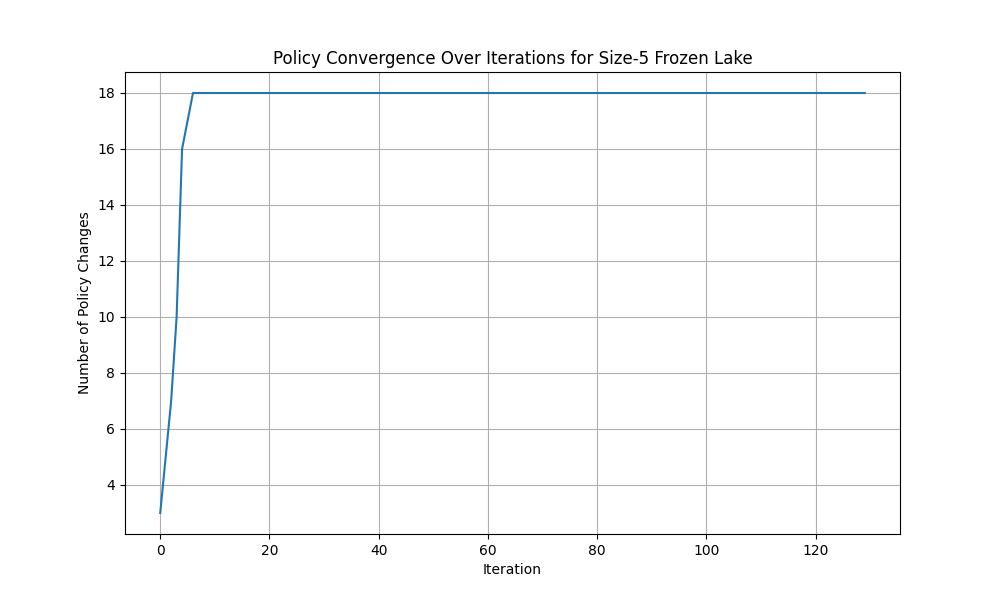 Policy Convergence Over Iterations for Size-5 Frozen Lake
18
16
14
12
10
8
6
4
Number of Policy Changes
0 20 40 60 80 100 120
Iteration